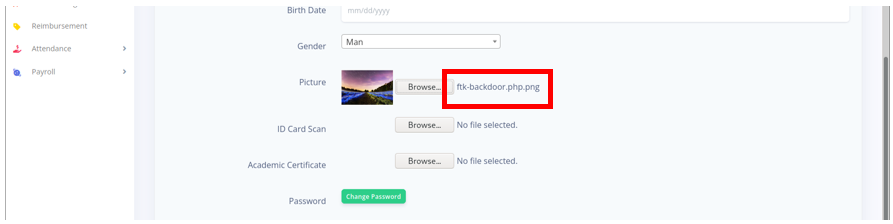 Birth Date
mm/dd/yyyy
Reimbursement
Attendance
Gender
Man
Payroll
Picture
Browse...
ftk-backdoor.php.png
ID Card Scan
Browse...
No file selected.
Academic Certificate
Browse...
No file selected.
Password
Change Password